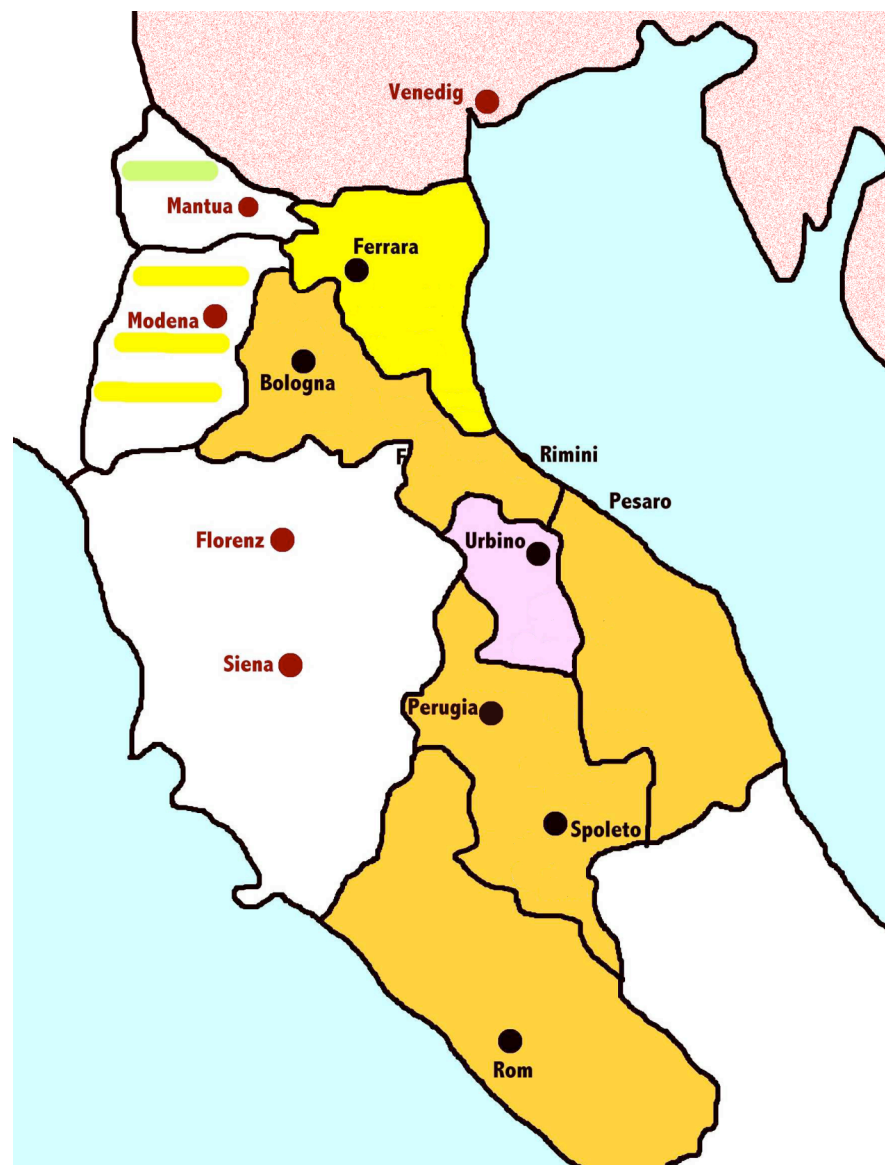 Venedig
Mantua
Ferrara
Modena
Bologna
F
Rimini
Pesaro
Florenz
Urbino
Siena
Perugia
Spoleto
Rom